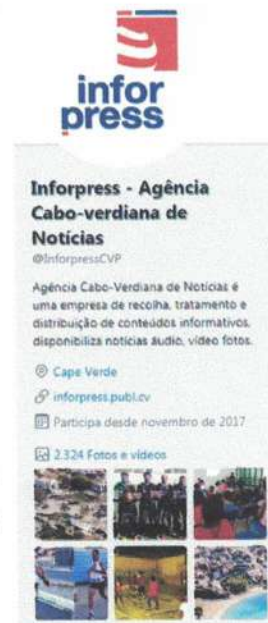 infor
press
Inforpress - Agência
Cabo-verdiana de
Notícias
@InforpressCVP
Agência Cabo-Verdiana de Notícias é
uma empresa de recolha, tratamento e
distribuição de conteúdos informativos,
disponibiliza notícias áudio, vídeo fotos.
Cape Verde
inforpress.publ.cv
Participa desde novembro de 2017
2.324 Fotos e vídeos